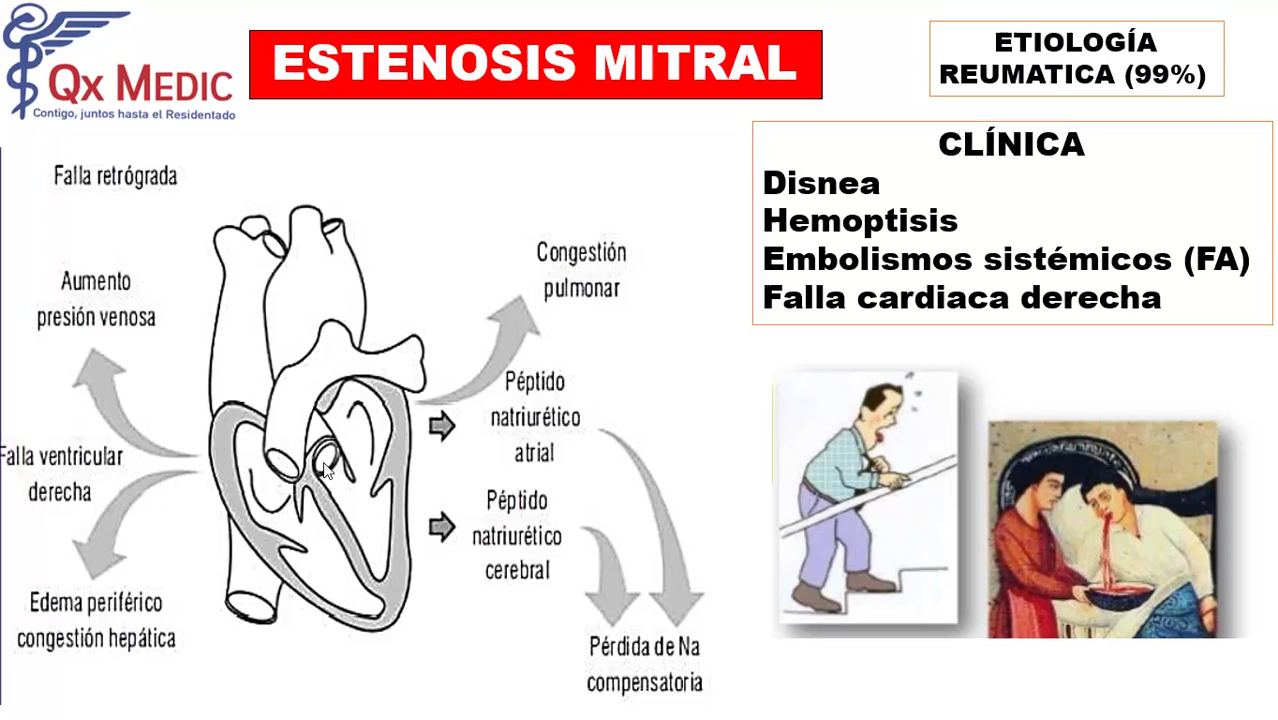 Qx MEDIC
Contigo, juntos hasta el Residentado
ESTENOSIS MITRAL
ETIOLOGÍA
REUMATICA (99%)
CLÍNICA
Disnea
Hemoptisis
Embolismos sistémicos (FA)
Falla cardiaca derecha
Falla retrógrada
Aumento
presión venosa
Falla ventricular
derecha
Edema periférico
congestión hepática
Congestión
pulmonar
Péptido
natriurético
atrial
Péptido
natriurético
cerebral
Pérdida de Na
compensatoria